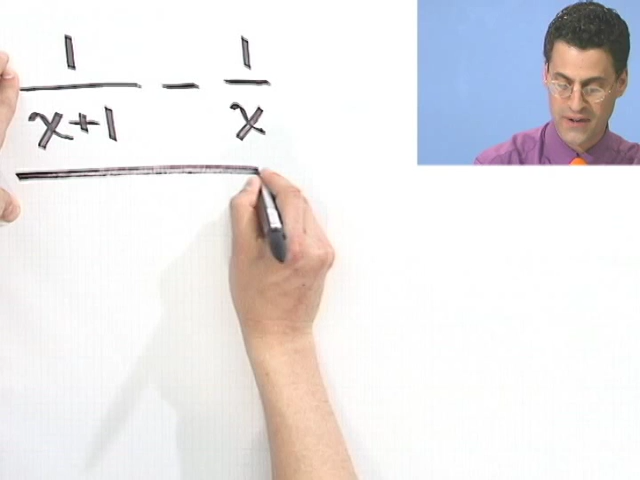 1 1
— - —
x+1 x